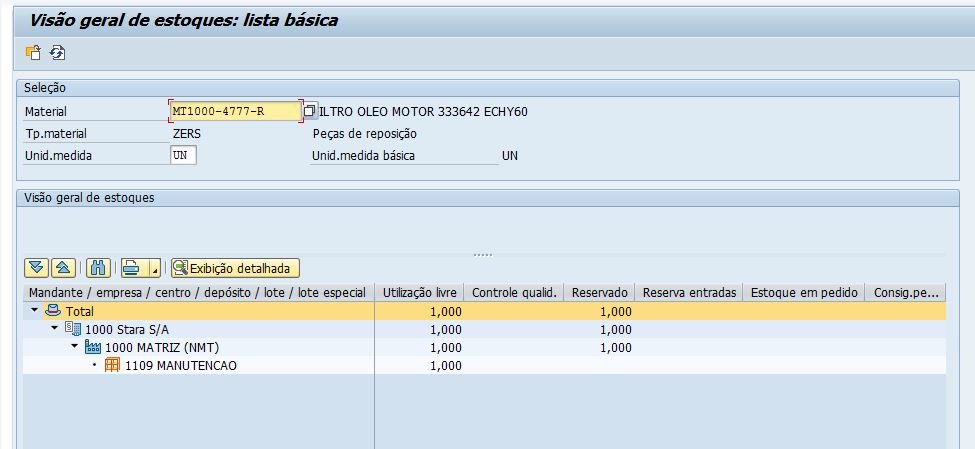 Visão geral de estoques: lista básica
Seleção
Material MT1000-4777-R ILTRO OLEO MOTOR 333642 ECHY60
Tp.material ZERS Peças de reposição
Unid.medida UN Unid.medida básica UN
Visão geral de estoques
Exibição detalhada
Mandante / empresa / centro / depósito / lote / lote especial Utilização livre Controle qualid. Reservado Reserva entradas Estoque em pedido Consig.pe...
Total 1,000 1,000
1000 Stara S/A 1,000 1,000
1000 MATRIZ (NMT) 1,000 1,000
1109 MANUTENCAO 1,000